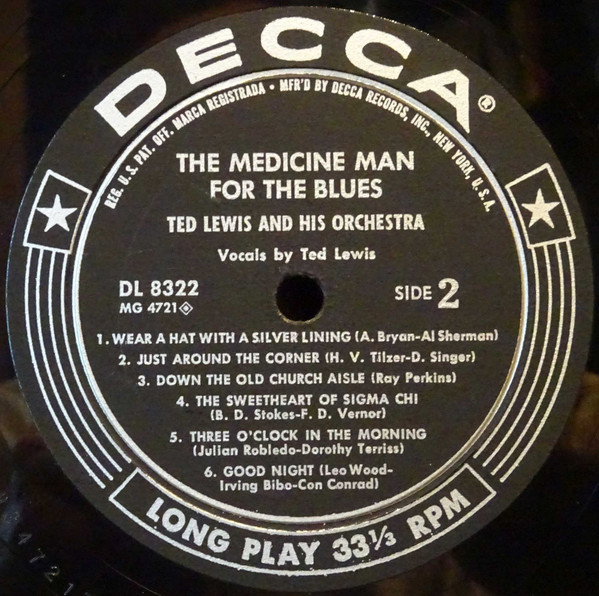 DECCA®
REG. U.S. PAT. OFF. MARCA REGISTRADA • MFR'D BY DECCA RECORDS, INC., NEW YORK, U.S.A.
THE MEDICINE MAN
FOR THE BLUES
TED LEWIS AND HIS ORCHESTRA
Vocals by Ted Lewis
DL 8322
MG 4721
SIDE 2
1. WEAR A HAT WITH A SILVER LINING (A. Bryan-Al Sherman)
2. JUST AROUND THE CORNER (H. V. Tilzer-D. Singer)
3. DOWN THE OLD CHURCH AISLE (Ray Perkins)
4. THE SWEETHEART OF SIGMA CHI
(B. D. Stokes-F. D. Vernor)
5. THREE O'CLOCK IN THE MORNING
(Julian Robledo-Dorothy Terriss)
6. GOOD NIGHT (Leo Wood-
Irving Bibo-Con Conrad)
LONG PLAY 33⅓ RPM